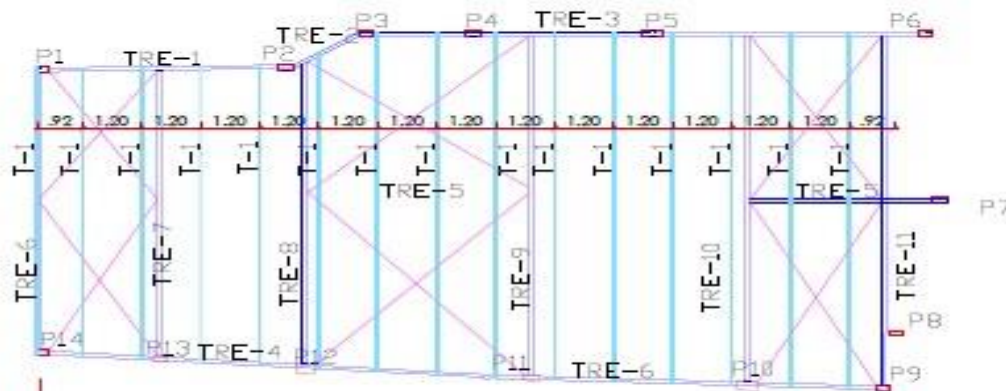 P3 P4 TRE-3 P5 P6
P1 TRE-1 P2 TRE-2
.92 1.20 1.20 1.20 1.20 1.20 1.20 1.20 1.20 1.20 1.20 1.20 1.20 .92
T-1 T-1 T-1 T-1 T-1 T-1 T-1 T-1 T-1 T-1 T-1 T-1 T-1 T-1 T-1
TRE-5 TRE-5
P7
TRE-6 TRE-7 TRE-8 TRE-9 TRE-10 TRE-11
P8
P14 P13 TRE-4 P12 P11 TRE-6 P10 P9